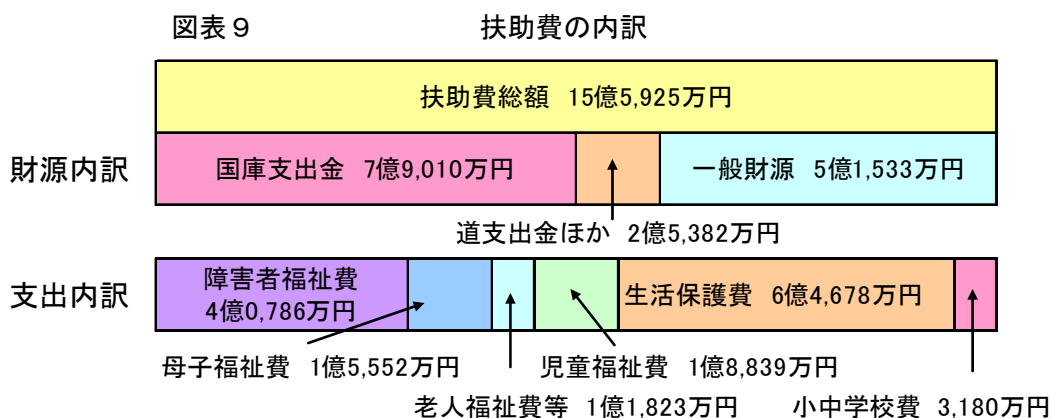 図表９　扶助費の内訳
扶助費総額 15億5,925万円
財源内訳
国庫支出金 7億9,010万円
一般財源 5億1,533万円
道支出金ほか 2億5,382万円
支出内訳
障害者福祉費
4億0,786万円
生活保護費 6億4,678万円
母子福祉費 1億5,552万円
児童福祉費 1億8,839万円
老人福祉費等 1億1,823万円
小中学校費 3,180万円